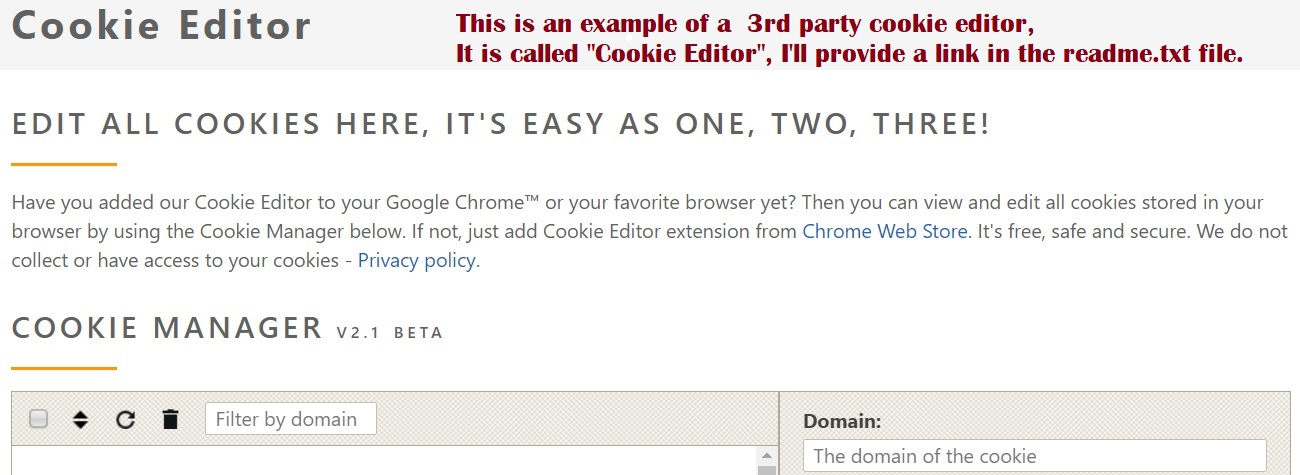 Cookie Editor
This is an example of a 3rd party cookie editor,
It is called "Cookie Editor", I'll provide a link in the readme.txt file.
EDIT ALL COOKIES HERE, IT'S EASY AS ONE, TWO, THREE!
Have you added our Cookie Editor to your Google Chrome™ or your favorite browser yet? Then you can view and edit all cookies stored in your
browser by using the Cookie Manager below. If not, just add Cookie Editor extension from Chrome Web Store. It's free, safe and secure. We do not
collect or have access to your cookies - Privacy policy.
COOKIE MANAGER V2.1 BETA
Filter by domain
Domain:
The domain of the cookie